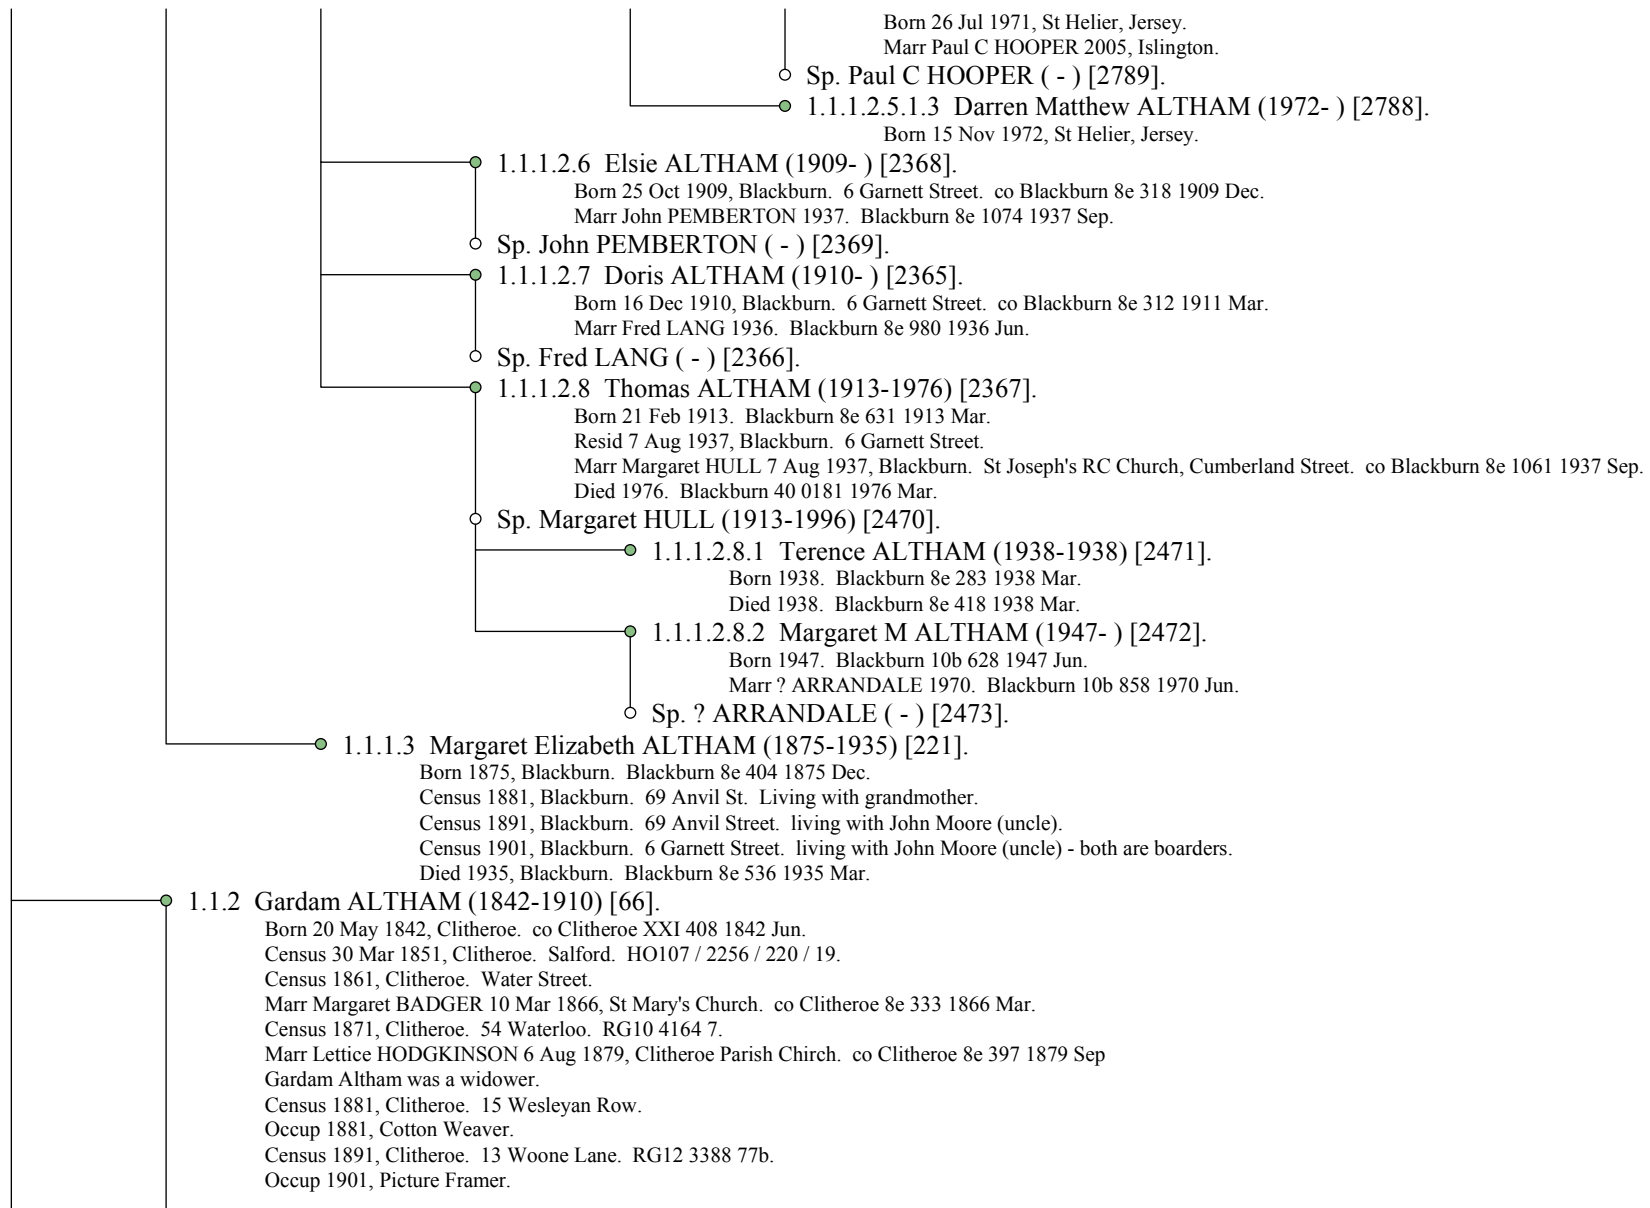 Born 26 Jul 1971, St Helier, Jersey.
Marr Paul C HOOPER 2005, Islington.
Sp. Paul C HOOPER ( - ) [2789].
1.1.1.2.5.1.3 Darren Matthew ALTHAM (1972- ) [2788].
Born 15 Nov 1972, St Helier, Jersey.
1.1.1.2.6 Elsie ALTHAM (1909- ) [2368].
Born 25 Oct 1909, Blackburn. 6 Garnett Street. co Blackburn 8e 318 1909 Dec.
Marr John PEMBERTON 1937. Blackburn 8e 1074 1937 Sep.
Sp. John PEMBERTON ( - ) [2369].
1.1.1.2.7 Doris ALTHAM (1910- ) [2365].
Born 16 Dec 1910, Blackburn. 6 Garnett Street. co Blackburn 8e 312 1911 Mar.
Marr Fred LANG 1936. Blackburn 8e 980 1936 Jun.
Sp. Fred LANG ( - ) [2366].
1.1.1.2.8 Thomas ALTHAM (1913-1976) [2367].
Born 21 Feb 1913. Blackburn 8e 631 1913 Mar.
Resid 7 Aug 1937, Blackburn. 6 Garnett Street.
Marr Margaret HULL 7 Aug 1937, Blackburn. St Joseph's RC Church, Cumberland Street. co Blackburn 8e 1061 1937 Sep.
Died 1976. Blackburn 40 0181 1976 Mar.
Sp. Margaret HULL (1913-1996) [2470].
1.1.1.2.8.1 Terence ALTHAM (1938-1938) [2471].
Born 1938. Blackburn 8e 283 1938 Mar.
Died 1938. Blackburn 8e 418 1938 Mar.
1.1.1.2.8.2 Margaret M ALTHAM (1947- ) [2472].
Born 1947. Blackburn 10b 628 1947 Jun.
Marr ? ARRANDALE 1970. Blackburn 10b 858 1970 Jun.
Sp. ? ARRANDALE ( - ) [2473].
1.1.1.3 Margaret Elizabeth ALTHAM (1875-1935) [221].
Born 1875, Blackburn. Blackburn 8e 404 1875 Dec.
Census 1881, Blackburn. 69 Anvil St. Living with grandmother.
Census 1891, Blackburn. 69 Anvil Street. living with John Moore (uncle).
Census 1901, Blackburn. 6 Garnett Street. living with John Moore (uncle) - both are boarders.
Died 1935, Blackburn. Blackburn 8e 536 1935 Mar.
1.1.2 Gardam ALTHAM (1842-1910) [66].
Born 20 May 1842, Clitheroe. co Clitheroe XXI 408 1842 Jun.
Census 30 Mar 1851, Clitheroe. Salford. HO107 / 2256 / 220 / 19.
Census 1861, Clitheroe. Water Street.
Marr Margaret BADGER 10 Mar 1866, St Mary's Church. co Clitheroe 8e 333 1866 Mar.
Census 1871, Clitheroe. 54 Waterloo. RG10 4164 7.
Marr Lettice HODGKINSON 6 Aug 1879, Clitheroe Parish Chirch. co Clitheroe 8e 397 1879 Sep
Gardam Altham was a widower.
Census 1881, Clitheroe. 15 Wesleyan Row.
Occup 1881, Cotton Weaver.
Census 1891, Clitheroe. 13 Woone Lane. RG12 3388 77b.
Occup 1901, Picture Framer.